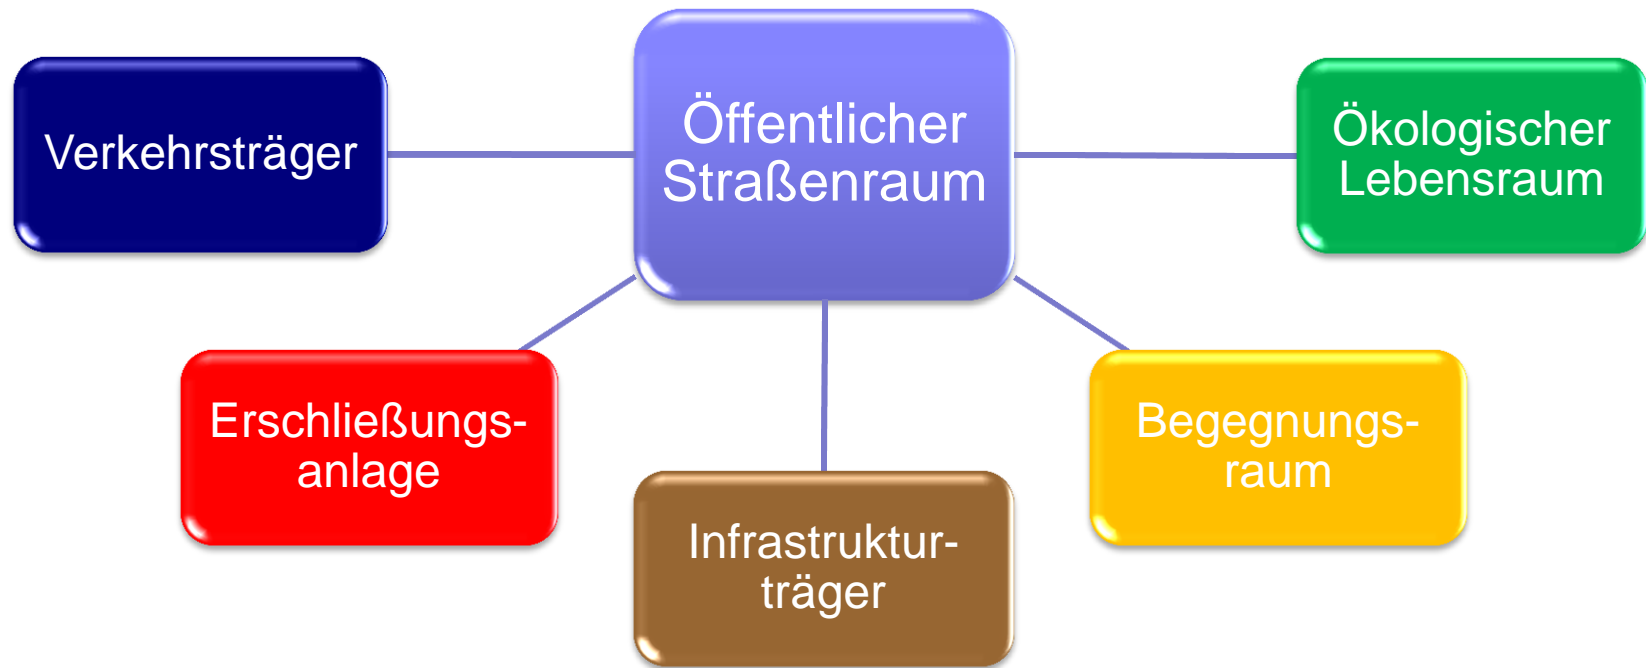 Öffentlicher
Straßenraum
Verkehrsträger
Ökologischer
Lebensraum
Erschließungs-
anlage
Begegnungs-
raum
Infrastruktur-
träger